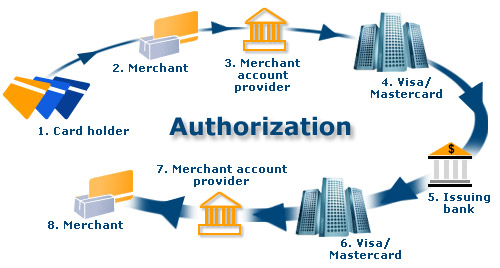 1. Card holder
2. Merchant
3. Merchant
account
provider
4. Visa/
Mastercard
$
5. Issuing
bank
6. Visa/
Mastercard
7. Merchant account
provider
8. Merchant
Authorization